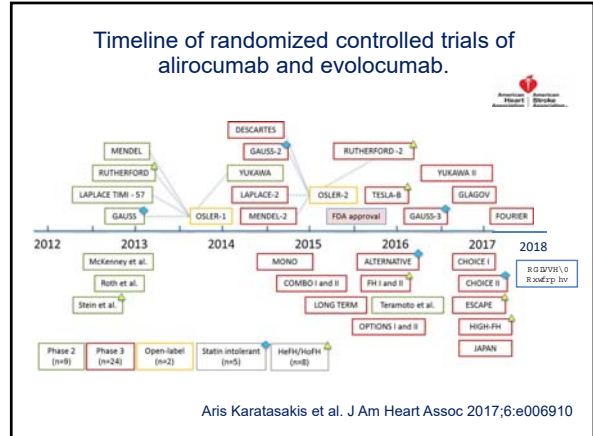 Timeline of randomized controlled trials of
alirocumab and evolocumab.
American Heart Association
American Stroke Association
DESCARTES
MENDEL
GAUSS-2
RUTHERFORD -2
RUTHERFORD
YUKAWA
YUKAWA II
LAPLACE TIMI - 57
LAPLACE-2
OSLER-2
TESLA-B
GLAGOV
GAUSS
OSLER-1
MENDEL-2
FDA approval
GAUSS-3
FOURIER
2012 2013 2014 2015 2016 2017 2018
McKenney et al.
MONO
ALTERNATIVE
CHOICE I
Roth et al.
COMBO I and II
FH I and II
CHOICE II
RGLVVH\0
Rxwfrp hv
Stein et al.
LONG TERM
Teramoto et al.
ESCAPE
OPTIONS I and II
HIGH-FH
JAPAN
Phase 2
(n=9)
Phase 3
(n=24)
Open-label
(n=2)
Statin intolerant
(n=5)
HeFH/HoFH
(n=8)
Aris Karatasakis et al. J Am Heart Assoc 2017;6:e006910